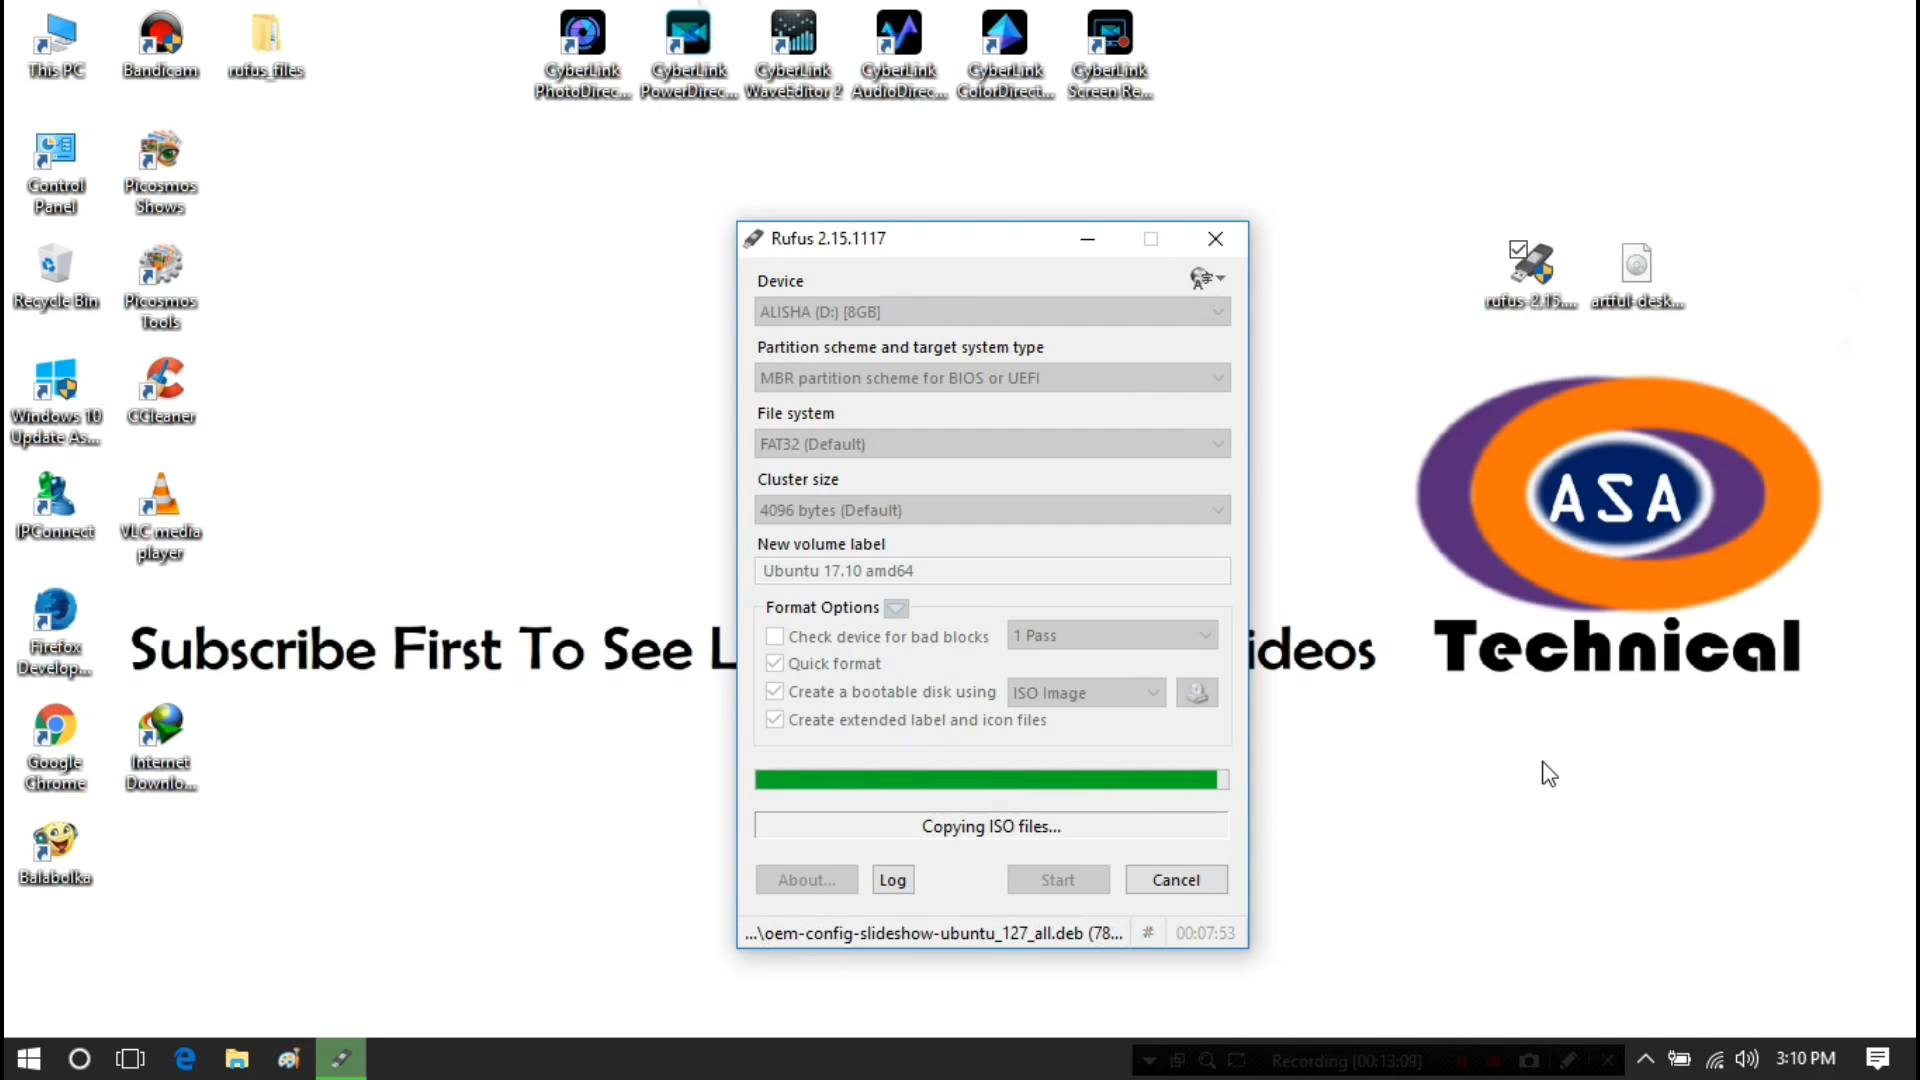 This PC
Bandicam
rufus_files
CyberLink
PhotoDirec...
CyberLink
PowerDirec...
CyberLink
WaveEditor 2
CyberLink
AudioDirec...
CyberLink
ColorDirect...
CyberLink
Screen Re...
Control
Panel
Picosmos
Shows
Recycle Bin
Picosmos
Tools
Windows 10
Update As...
CCleaner
IPConnect
VLC media
player
Firefox
Develop...
Google
Chrome
Internet
Downlo...
Balabolka
rufus-2.15....
artful-desk...
ASA
Technical
Subscribe First To See L
ideos
Rufus 2.15.1117
Device
ALISHA (D:) [8GB]
Partition scheme and target system type
MBR partition scheme for BIOS or UEFI
File system
FAT32 (Default)
Cluster size
4096 bytes (Default)
New volume label
Ubuntu 17.10 amd64
Format Options
Check device for bad blocks
1 Pass
Quick format
Create a bootable disk using
ISO Image
Create extended label and icon files
Copying ISO files...
About...
Log
Start
Cancel
...\oem-config-slideshow-ubuntu_127_all.deb (78...
#
00:07:53
Recording [00:13:09]
3:10 PM